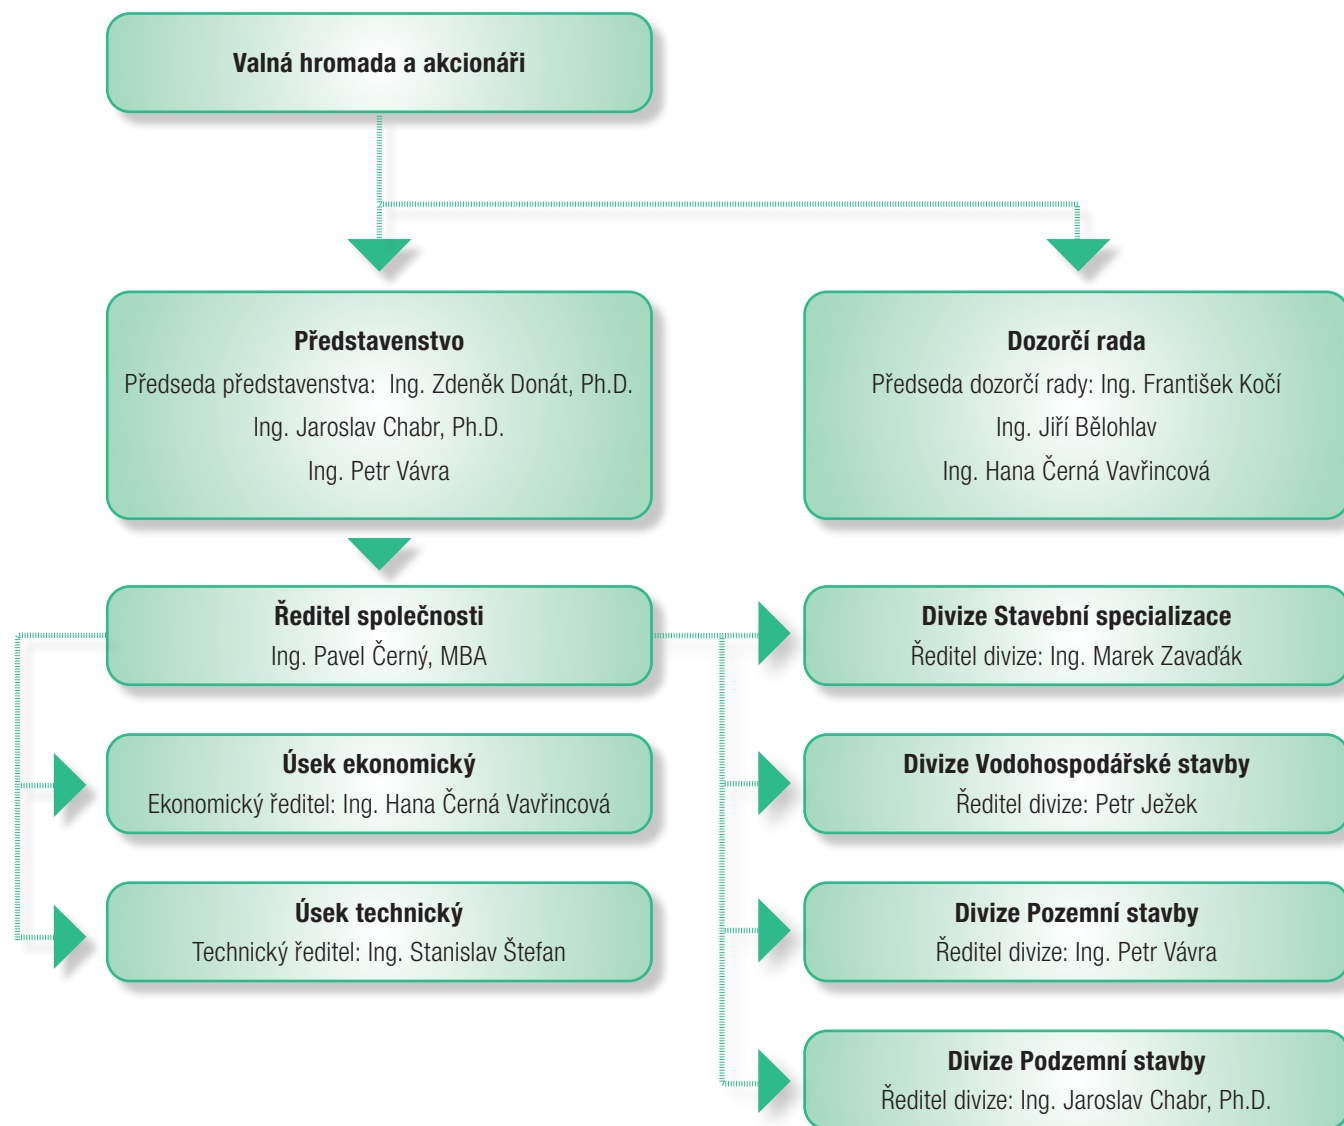 Valná hromada a akcionáři
Představenstvo
Předseda představenstva: Ing. Zdeněk Donát, Ph.D.
Ing. Jaroslav Chabr, Ph.D.
Ing. Petr Vávra
Dozorčí rada
Předseda dozorčí rady: Ing. František Kočí
Ing. Jiří Bělohlav
Ing. Hana Černá Vavřincová
Ředitel společnosti
Ing. Pavel Černý, MBA
Úsek ekonomický
Ekonomický ředitel: Ing. Hana Černá Vavřincová
Úsek technický
Technický ředitel: Ing. Stanislav Štefan
Divize Stavební specializace
Ředitel divize: Ing. Marek Zavaďák
Divize Vodohospodářské stavby
Ředitel divize: Petr Ježek
Divize Pozemní stavby
Ředitel divize: Ing. Petr Vávra
Divize Podzemní stavby
Ředitel divize: Ing. Jaroslav Chabr, Ph.D.